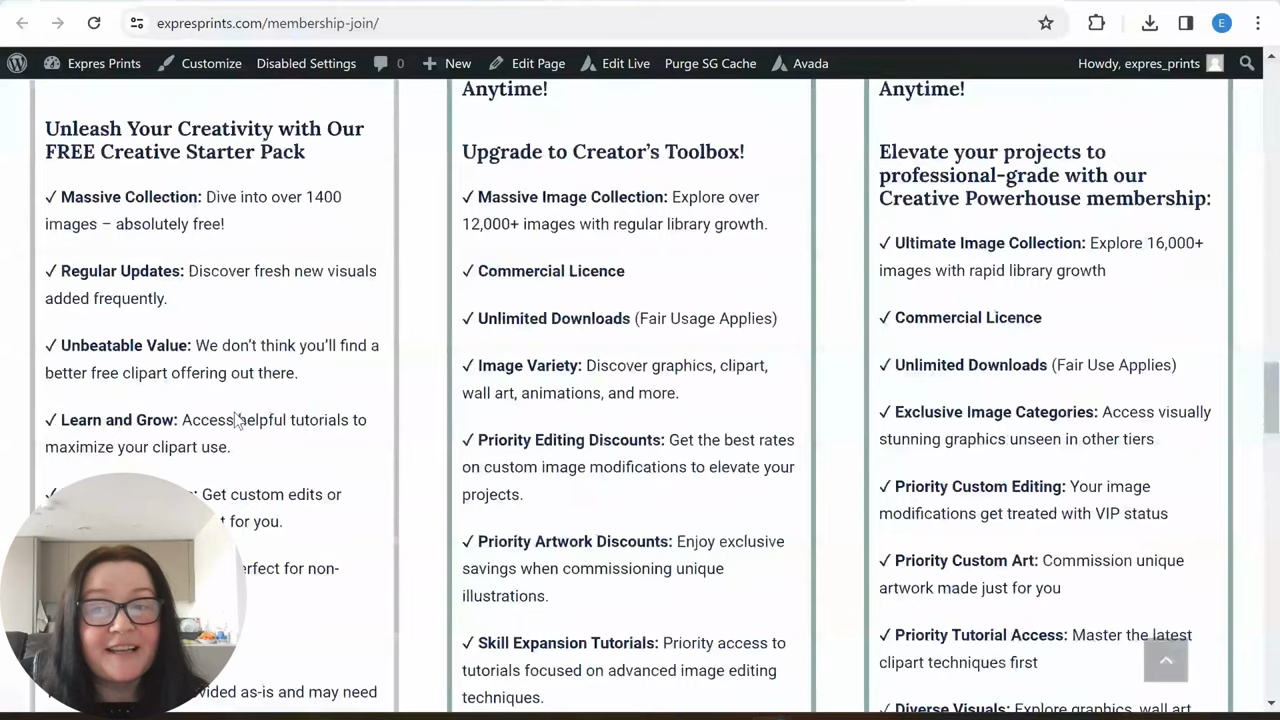 expresprints.com/membership-join/
E
Expres Prints
Customize
Disabled Settings
0
New
Edit Page
Edit Live
Purge SG Cache
Avada
Howdy, expres_prints
Unleash Your Creativity with Our
FREE Creative Starter Pack
✓ Massive Collection: Dive into over 1400
images – absolutely free!
✓ Regular Updates: Discover fresh new visuals
added frequently.
✓ Unbeatable Value: We don’t think you’ll find a
better free clipart offering out there.
✓ Learn and Grow: Access helpful tutorials to
maximize your clipart use.
: Get custom edits or
for you.
for non-
as-is and may need
Anytime!
Upgrade to Creator’s Toolbox!
✓ Massive Image Collection: Explore over
12,000+ images with regular library growth.
✓ Commercial Licence
✓ Unlimited Downloads (Fair Usage Applies)
✓ Image Variety: Discover graphics, clipart,
wall art, animations, and more.
✓ Priority Editing Discounts: Get the best rates
on custom image modifications to elevate your
projects.
✓ Priority Artwork Discounts: Enjoy exclusive
savings when commissioning unique
illustrations.
✓ Skill Expansion Tutorials: Priority access to
tutorials focused on advanced image editing
techniques.
Anytime!
Elevate your projects to
professional-grade with our
Creative Powerhouse membership:
✓ Ultimate Image Collection: Explore 16,000+
images with rapid library growth
✓ Commercial Licence
✓ Unlimited Downloads (Fair Use Applies)
✓ Exclusive Image Categories: Access visually
stunning graphics unseen in other tiers
✓ Priority Custom Editing: Your image
modifications get treated with VIP status
✓ Priority Custom Art: Commission unique
artwork made just for you
✓ Priority Tutorial Access: Master the latest
clipart techniques first
Diverse Visuals: Explore graphics, wall art